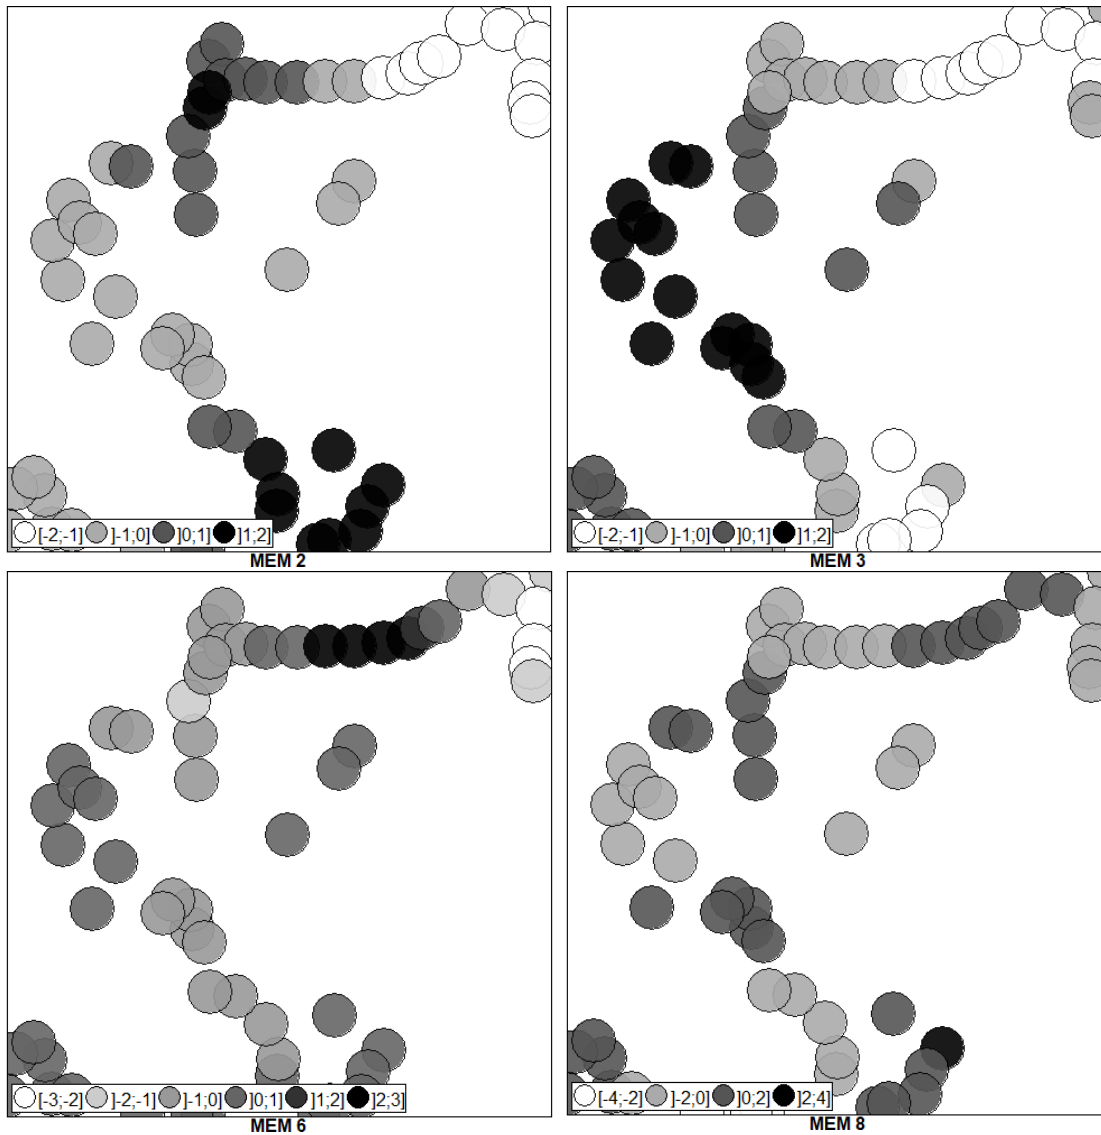 [-2;-1] ]-1;0] ]0;1] ]1;2]
MEM 2
[-2;-1] ]-1;0] ]0;1] ]1;2]
MEM 3
[-3;-2] ]-2;-1] ]-1;0] ]0;1] ]1;2] ]2;3]
MEM 6
[-4;-2] ]-2;0] ]0;2] ]2;4]
MEM 8